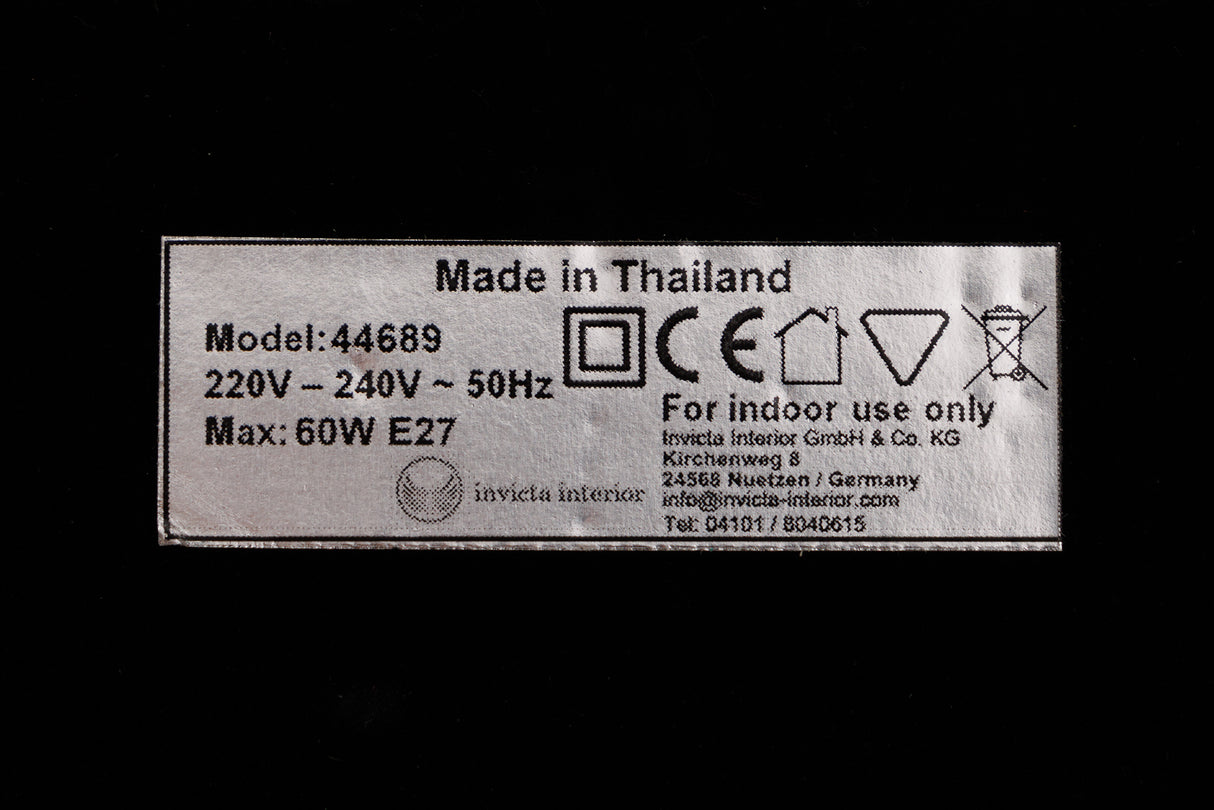 Made in Thailand
Model:44689
220V – 240V ~ 50Hz
Max: 60W E27
invicta interior
CE
For indoor use only
Invicta Interior GmbH & Co. KG
Kirchenweg 8
24568 Nuetzen / Germany
info@invicta-interior.com
Tel: 04101 / 8040615